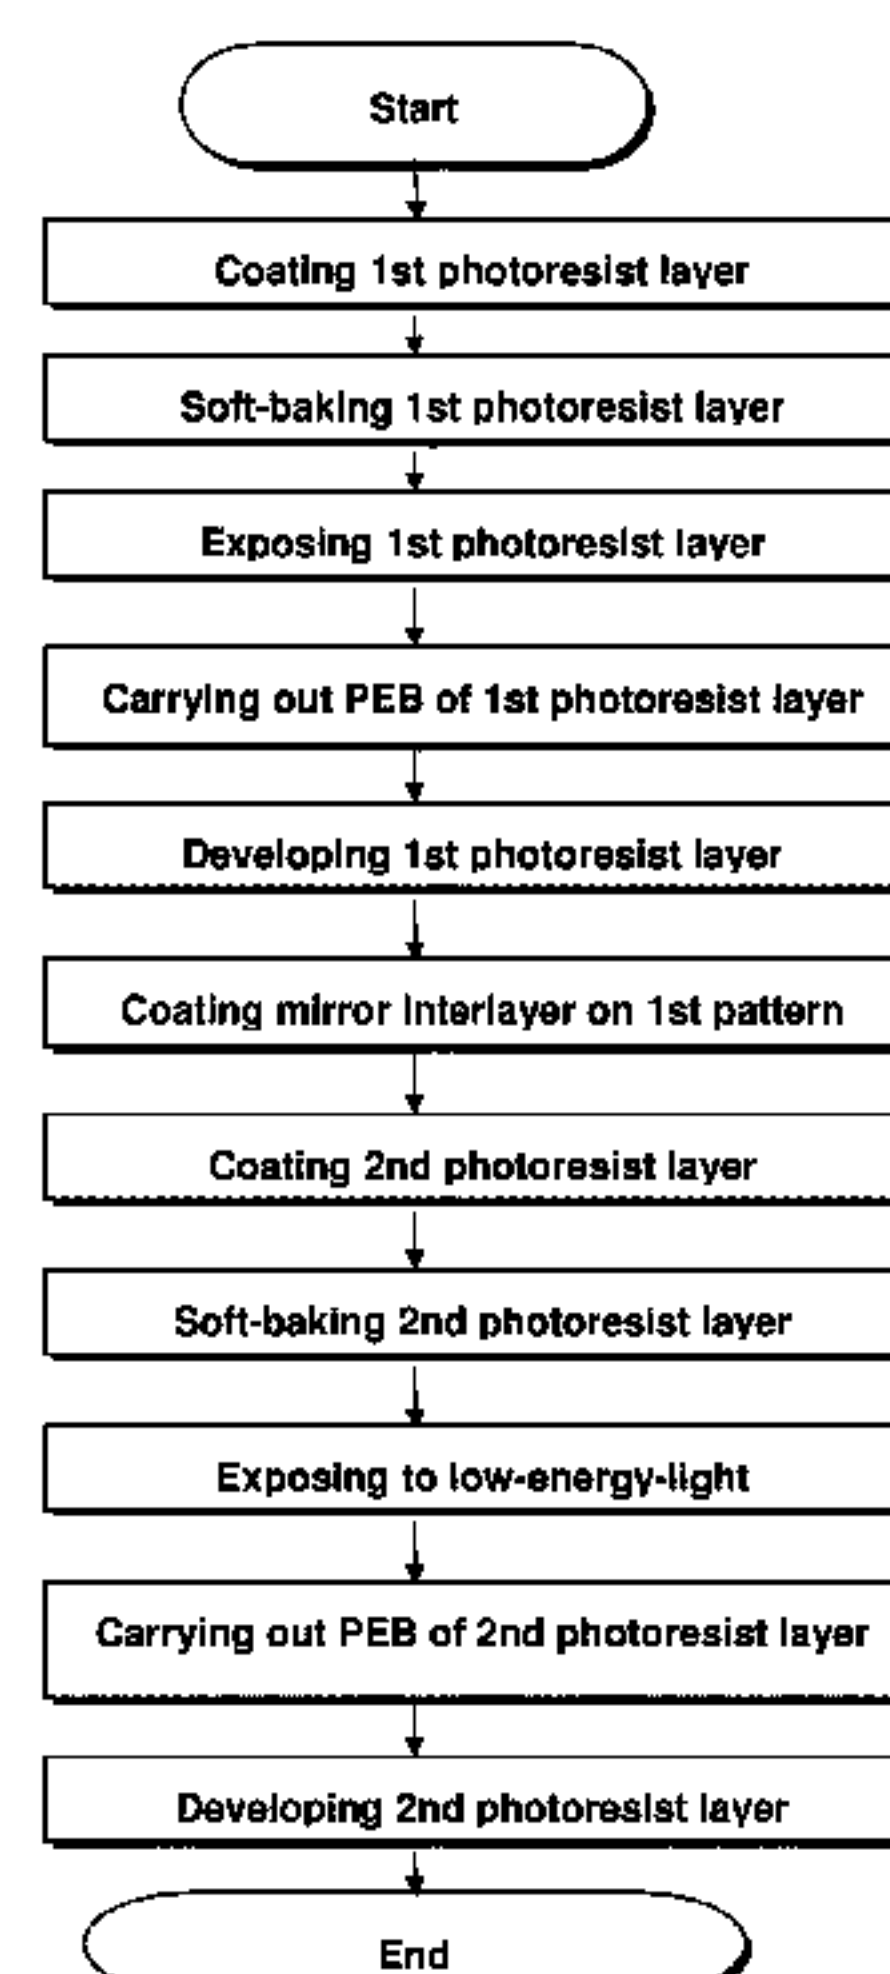 Start
Coating 1st photoresist layer
Soft-baking 1st photoresist layer
Exposing 1st photoresist layer
Carrying out PEB of 1st photoresist layer
Developing 1st photoresist layer
Coating mirror interlayer on 1st pattern
Coating 2nd photoresist layer
Soft-baking 2nd photoresist layer
Exposing to low-energy-light
Carrying out PEB of 2nd photoresist layer
Developing 2nd photoresist layer
End